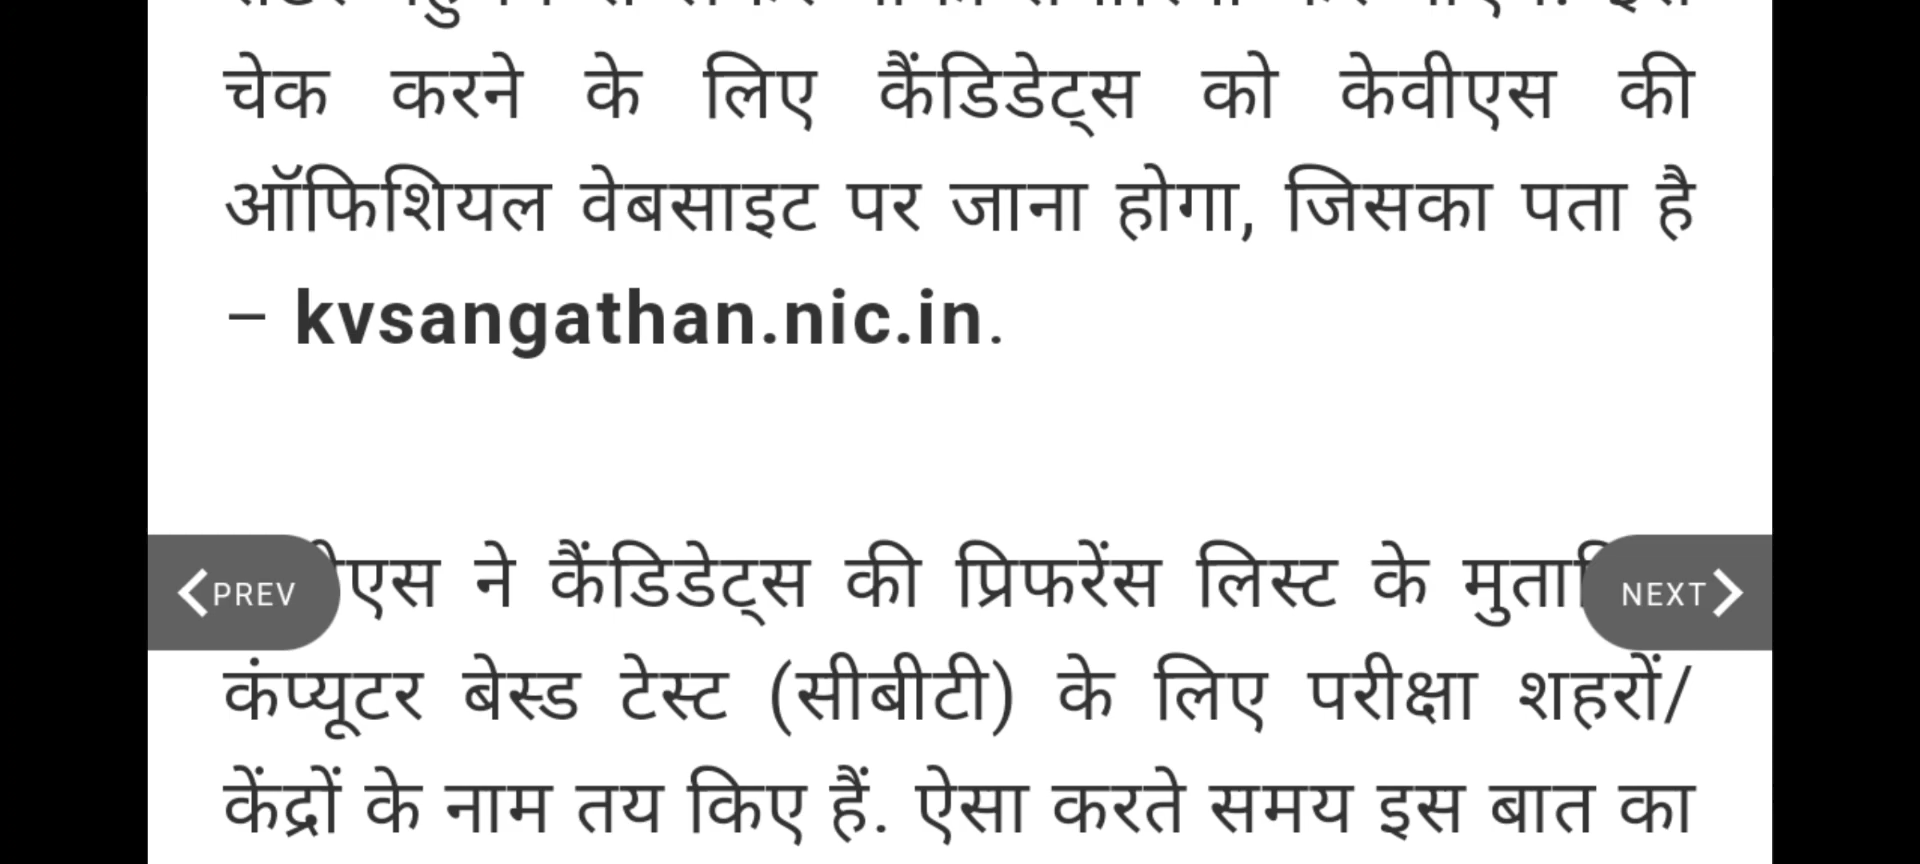 चेक करने के लिए कैंडिडेट्स को केवीएस की
ऑफिशियल वेबसाइट पर जाना होगा, जिसका पता है
– kvsangathan.nic.in.
ने कैंडिडेट्स की प्रिफरेंस लिस्ट के
PREV
NEXT
कंप्यूटर बेस्ड टेस्ट (सीबीटी) के लिए परीक्षा शहरों/
केंद्रों के नाम तय किए हैं. ऐसा करते समय इस बात का